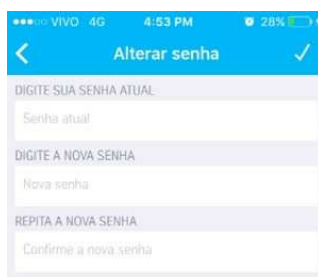 VIVO 4G 4:53 PM 28%
Alterar senha
DIGITE SUA SENHA ATUAL
Senha atual
DIGITE A NOVA SENHA
Nova senha
REPITA A NOVA SENHA
Confirme a nova senha